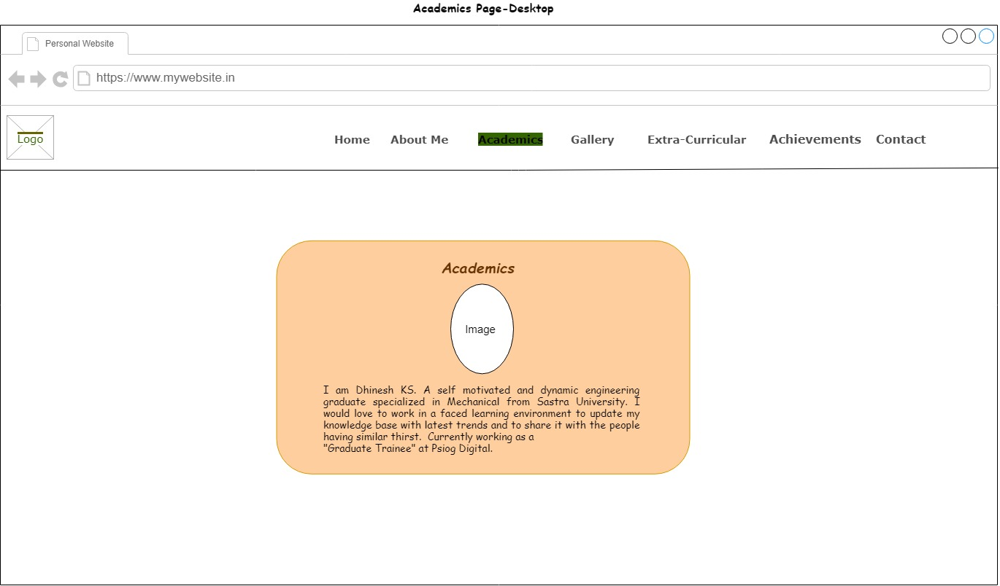 Academics Page-Desktop
Personal Website
https://www.mywebsite.in
Logo
Home About Me Academics Gallery Extra-Curricular Achievements Contact
Academics
Image
I am Dhinesh KS. A self motivated and dynamic engineering
graduate specialized in Mechanical from Sastra University. I
would love to work in a faced learning environment to update my
knowledge base with latest trends and to share it with the people
having similar thirst. Currently working as a
"Graduate Trainee" at Psiog Digital.